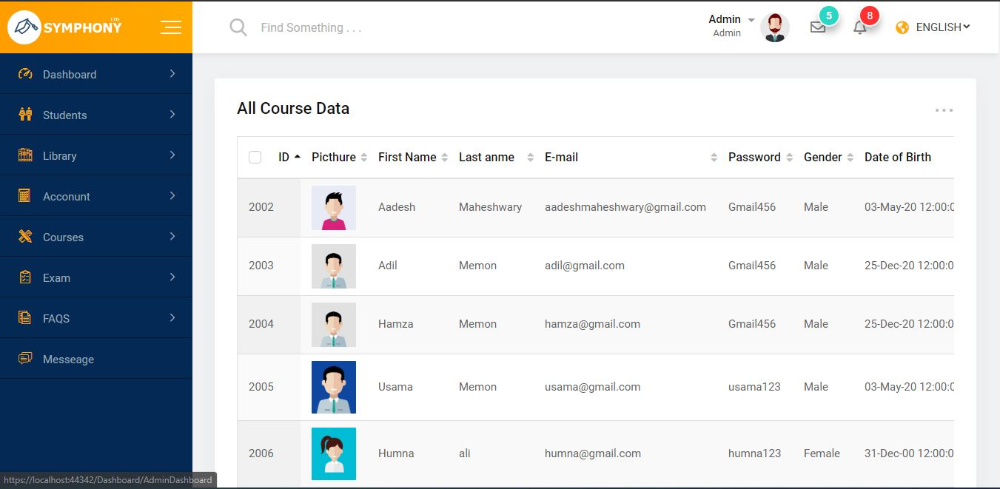 LTD
SYMPHONY
Find Something . . .
Admin
Admin
5
8
ENGLISH
Dashboard
Students
Library
Acconunt
Courses
Exam
FAQS
Messeage
All Course Data
ID Picthure First Name Last anme E-mail Password Gender Date of Birth
2002 Aadesh Maheshwary aadeshmaheshwary@gmail.com Gmail456 Male 03-May-20 12:00:0
2003 Adil Memon adil@gmail.com Gmail456 Male 25-Dec-20 12:00:0
2004 Hamza Memon hamza@gmail.com Gmail456 Male 25-Dec-20 12:00:0
2005 Usama Memon usama@gmail.com usama123 Male 03-May-20 12:00:0
2006 Humna ali humna@gmail.com humna123 Female 31-Dec-00 12:00:0
https://localhost:44342/Dashboard/AdminDashboard